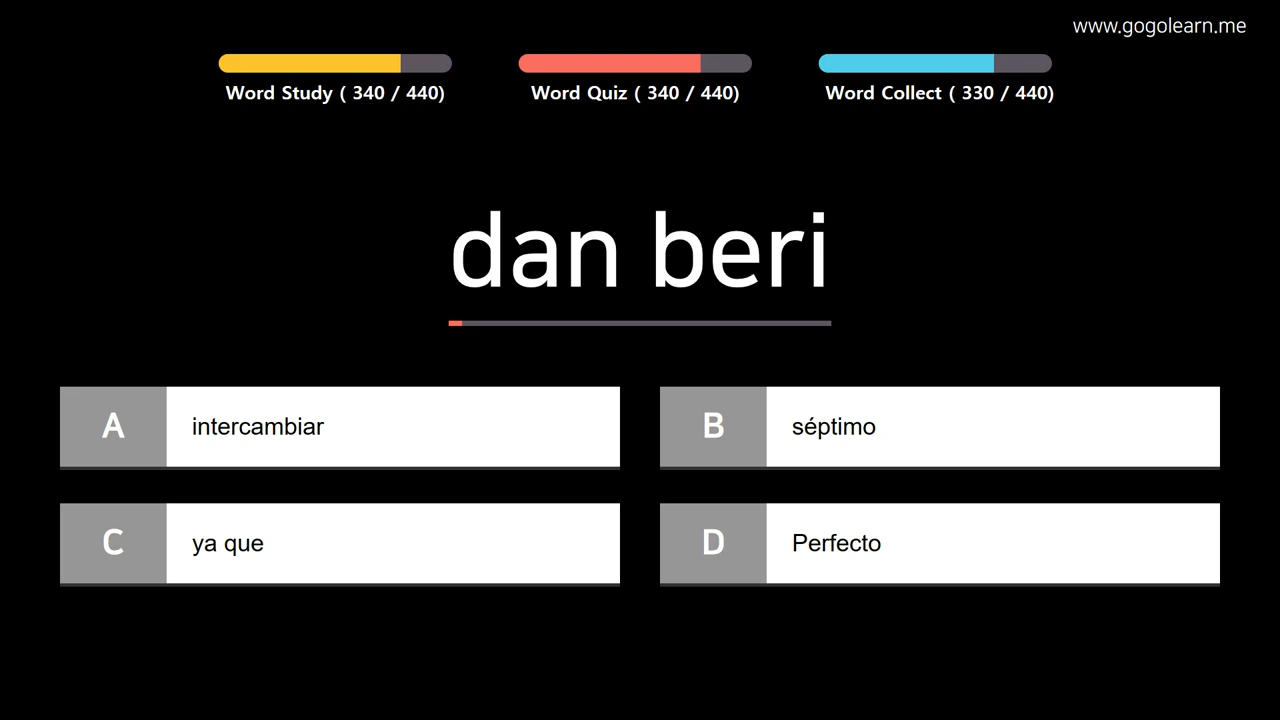 www.gogolearn.me
Word Study ( 340 / 440)
Word Quiz ( 340 / 440)
Word Collect ( 330 / 440)
dan beri
A intercambiar
B séptimo
C ya que
D Perfecto